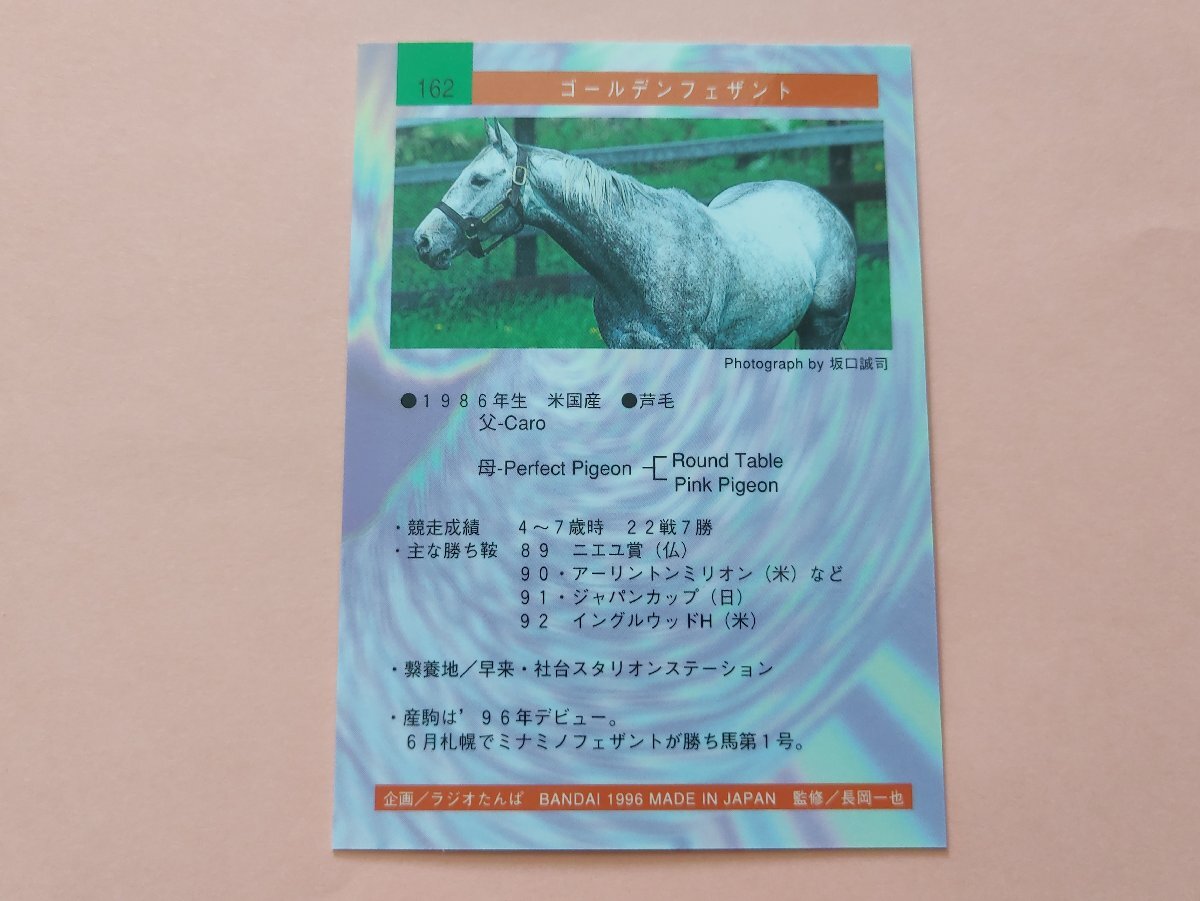 162
ゴールデンフェザント
Photograph by 坂口誠司
●1986年生 米国産 ●芦毛
父-Caro
母-Perfect Pigeon
Round Table
Pink Pigeon
・競走成績 4〜7歳時 22戦7勝
・主な勝ち鞍 89 ニエユ賞（仏）
90・アーリントンミリオン（米）など
91・ジャパンカップ（日）
92 イングルウッドH（米）
・繋養地／早来・社台スタリオンステーション
・産駒は’96年デビュー。
6月札幌でミナミノフェザントが勝ち馬第1号。
企画／ラジオたんぱ BANDAI 1996 MADE IN JAPAN 監修／長岡一也